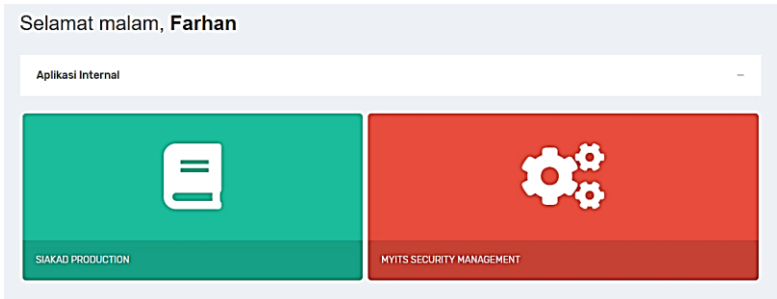 Selamat malam, Farhan
Aplikasi Internal
SIAKAD PRODUCTION
MYITS SECURITY MANAGEMENT